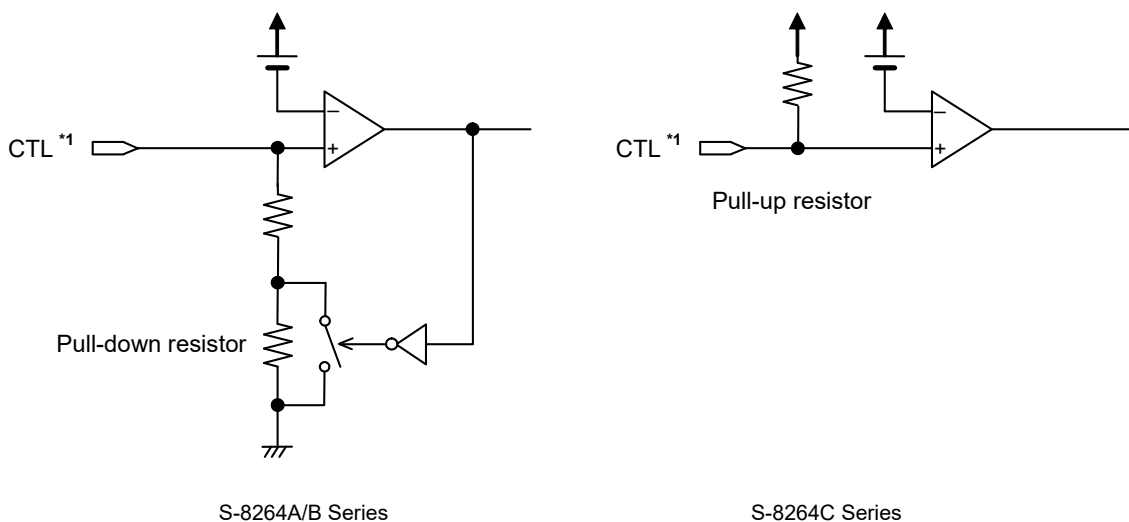 CTL *1
−
+
Pull-down resistor
S-8264A/B Series
CTL *1
−
+
Pull-up resistor
S-8264C Series